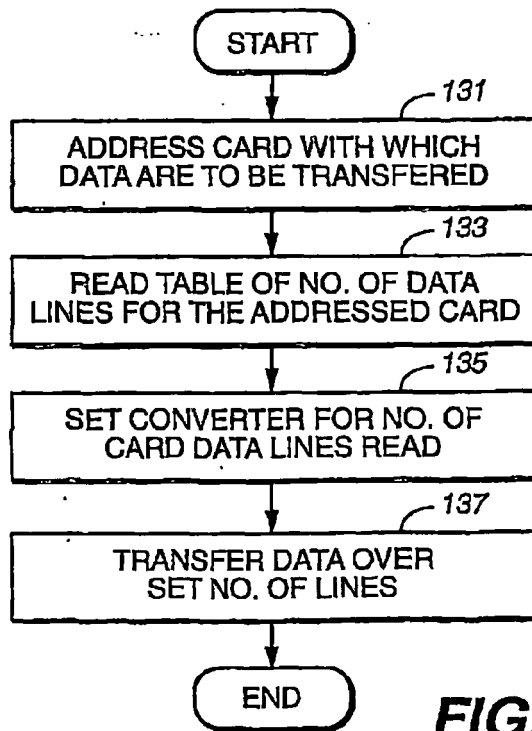 START
131
ADDRESS CARD WITH WHICH
DATA ARE TO BE TRANSFERED
133
READ TABLE OF NO. OF DATA
LINES FOR THE ADDRESSED CARD
135
SET CONVERTER FOR NO. OF
CARD DATA LINES READ
137
TRANSFER DATA OVER
SET NO. OF LINES
END
FIG